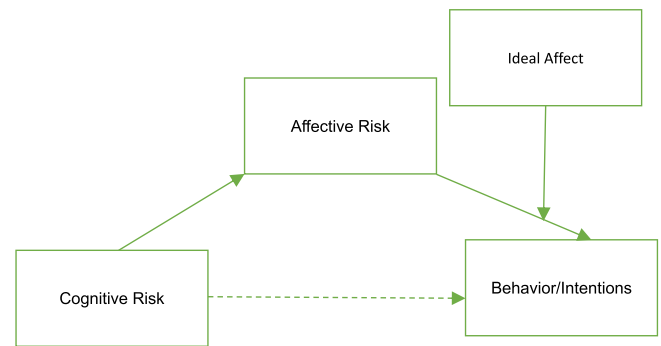 Ideal Affect
Affective Risk
Cognitive Risk
Behavior/Intentions